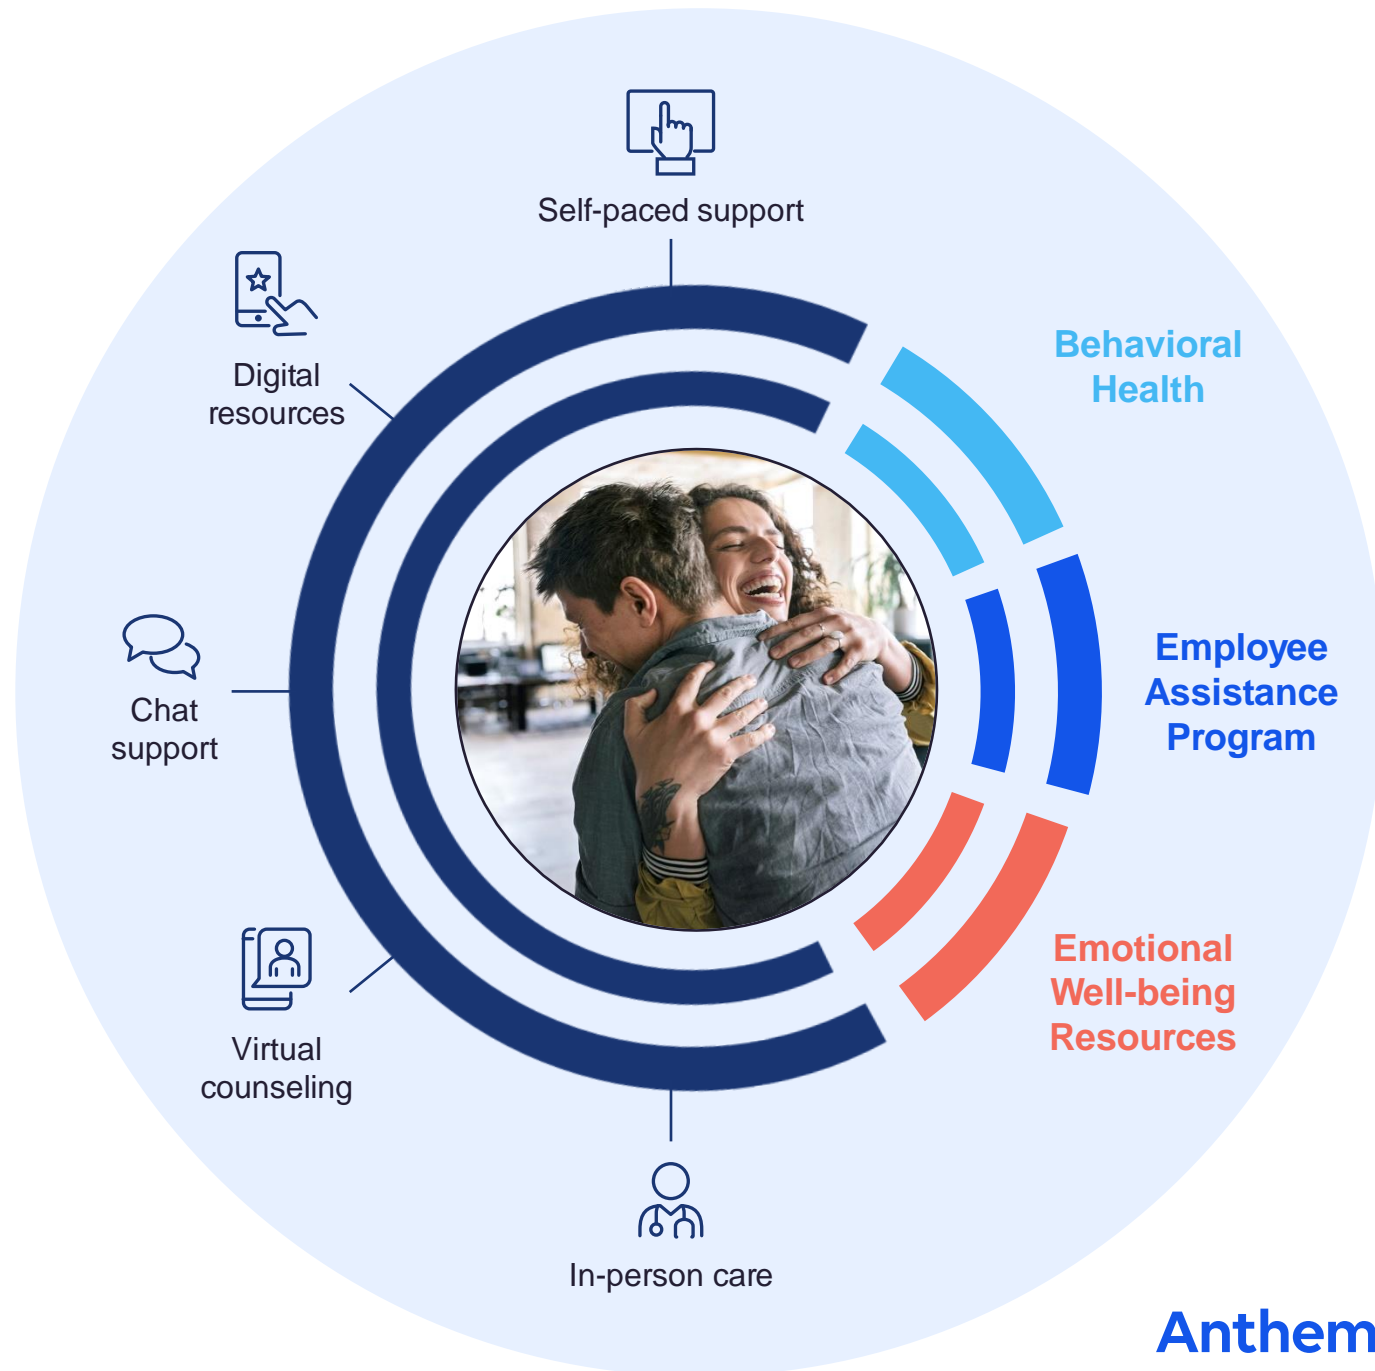 Self-paced support
Digital
resources
Behavioral
Health
Chat
support
Employee
Assistance
Program
Virtual
counseling
Emotional
Well-being
Resources
In-person care
Anthem